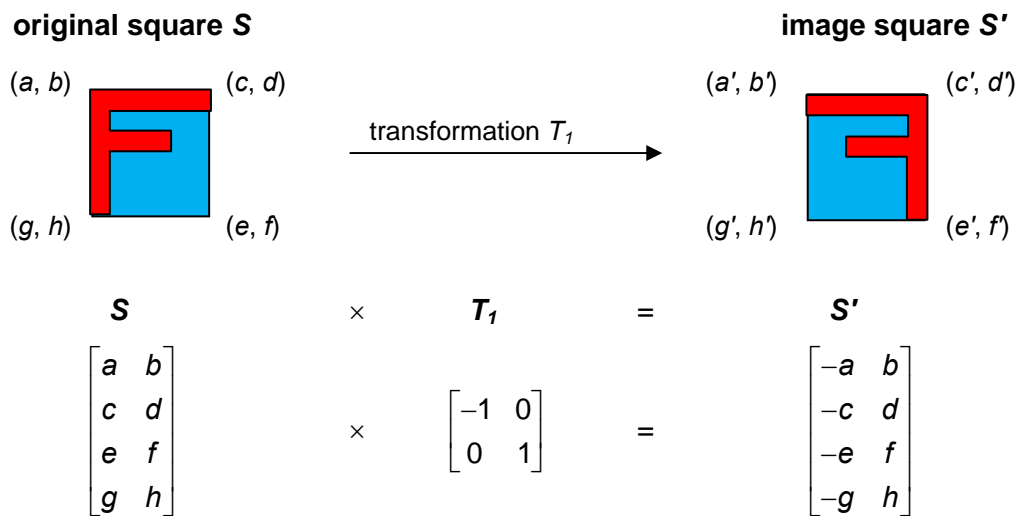 original square S
image square S'
(a, b) (c, d)
(a', b') (c', d')
transformation T₁
(g, h) (e, f)
(g', h') (e', f')
S × T₁ = S'
[a b
c d
e f
g h]
×
[−1 0
0 1]
=
[−a b
−c d
−e f
−g h]